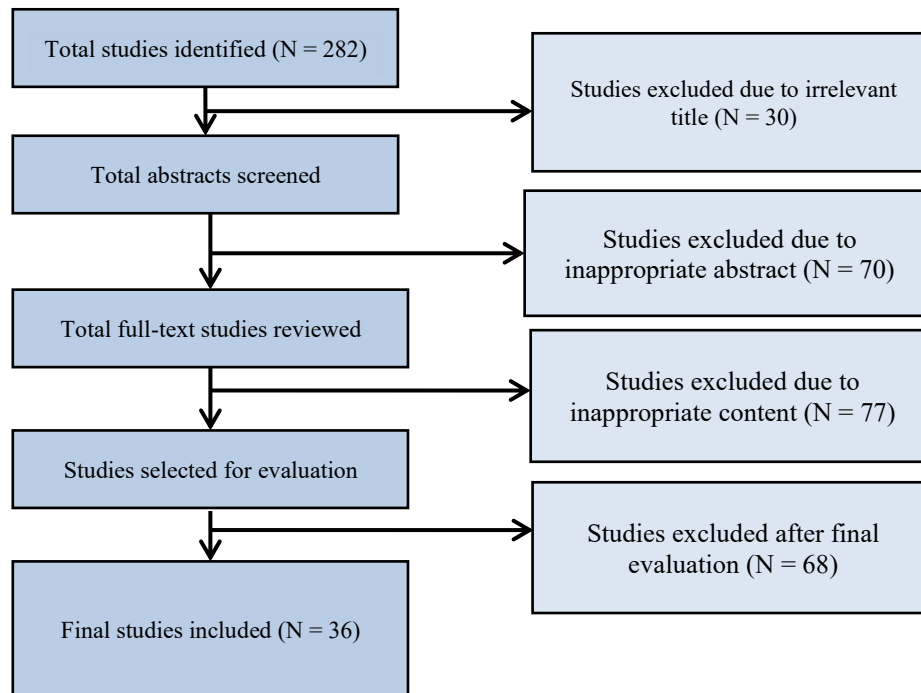 Total studies identified (N = 282)
Studies excluded due to irrelevant
title (N = 30)
Total abstracts screened
Studies excluded due to
inappropriate abstract (N = 70)
Total full-text studies reviewed
Studies excluded due to
inappropriate content (N = 77)
Studies selected for evaluation
Studies excluded after final
evaluation (N = 68)
Final studies included (N = 36)